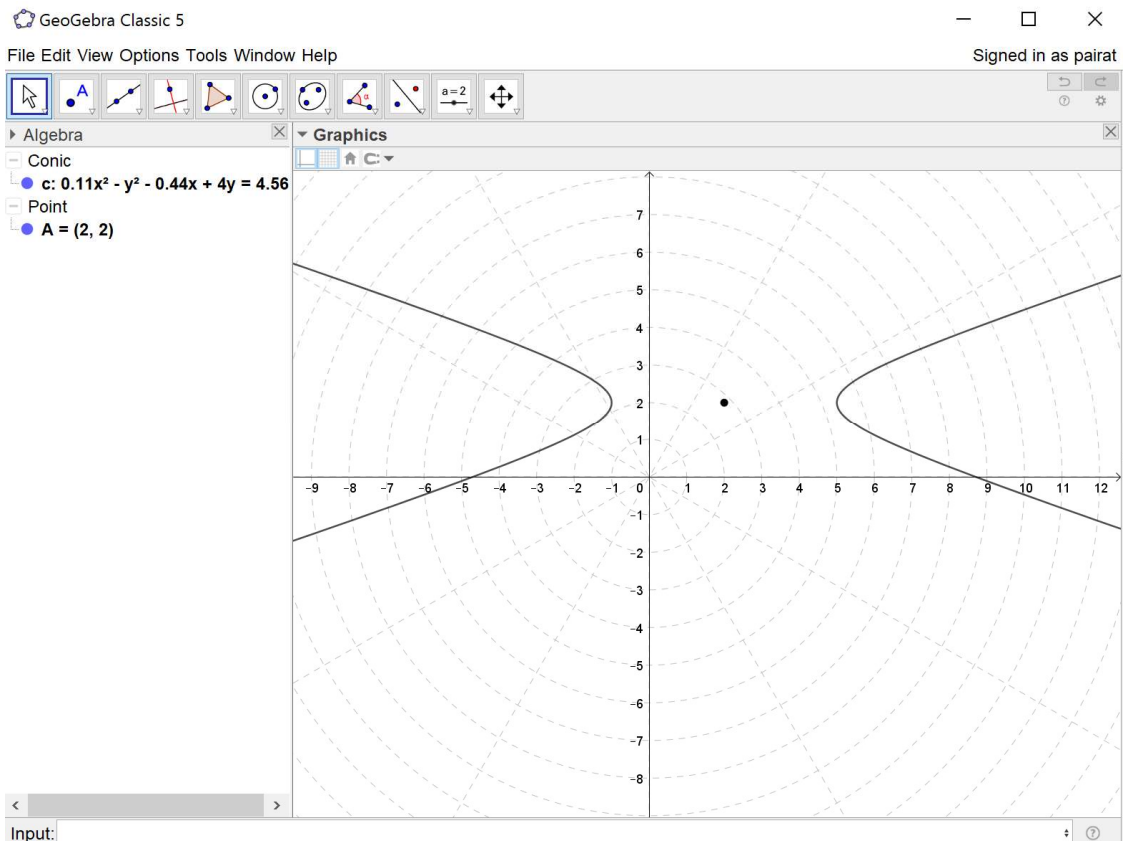 GeoGebra Classic 5
File Edit View Options Tools Window Help
Signed in as pairat
A
α
a=2
Algebra
Graphics
Conic
c: 0.11x² - y² - 0.44x + 4y = 4.56
Point
A = (2, 2)
7
6
5
4
3
2
1
-9 -8 -7 -6 -5 -4 -3 -2 -1 0 1 2 3 4 5 6 7 8 9 10 11 12
-1
-2
-3
-4
-5
-6
-7
-8
Input: